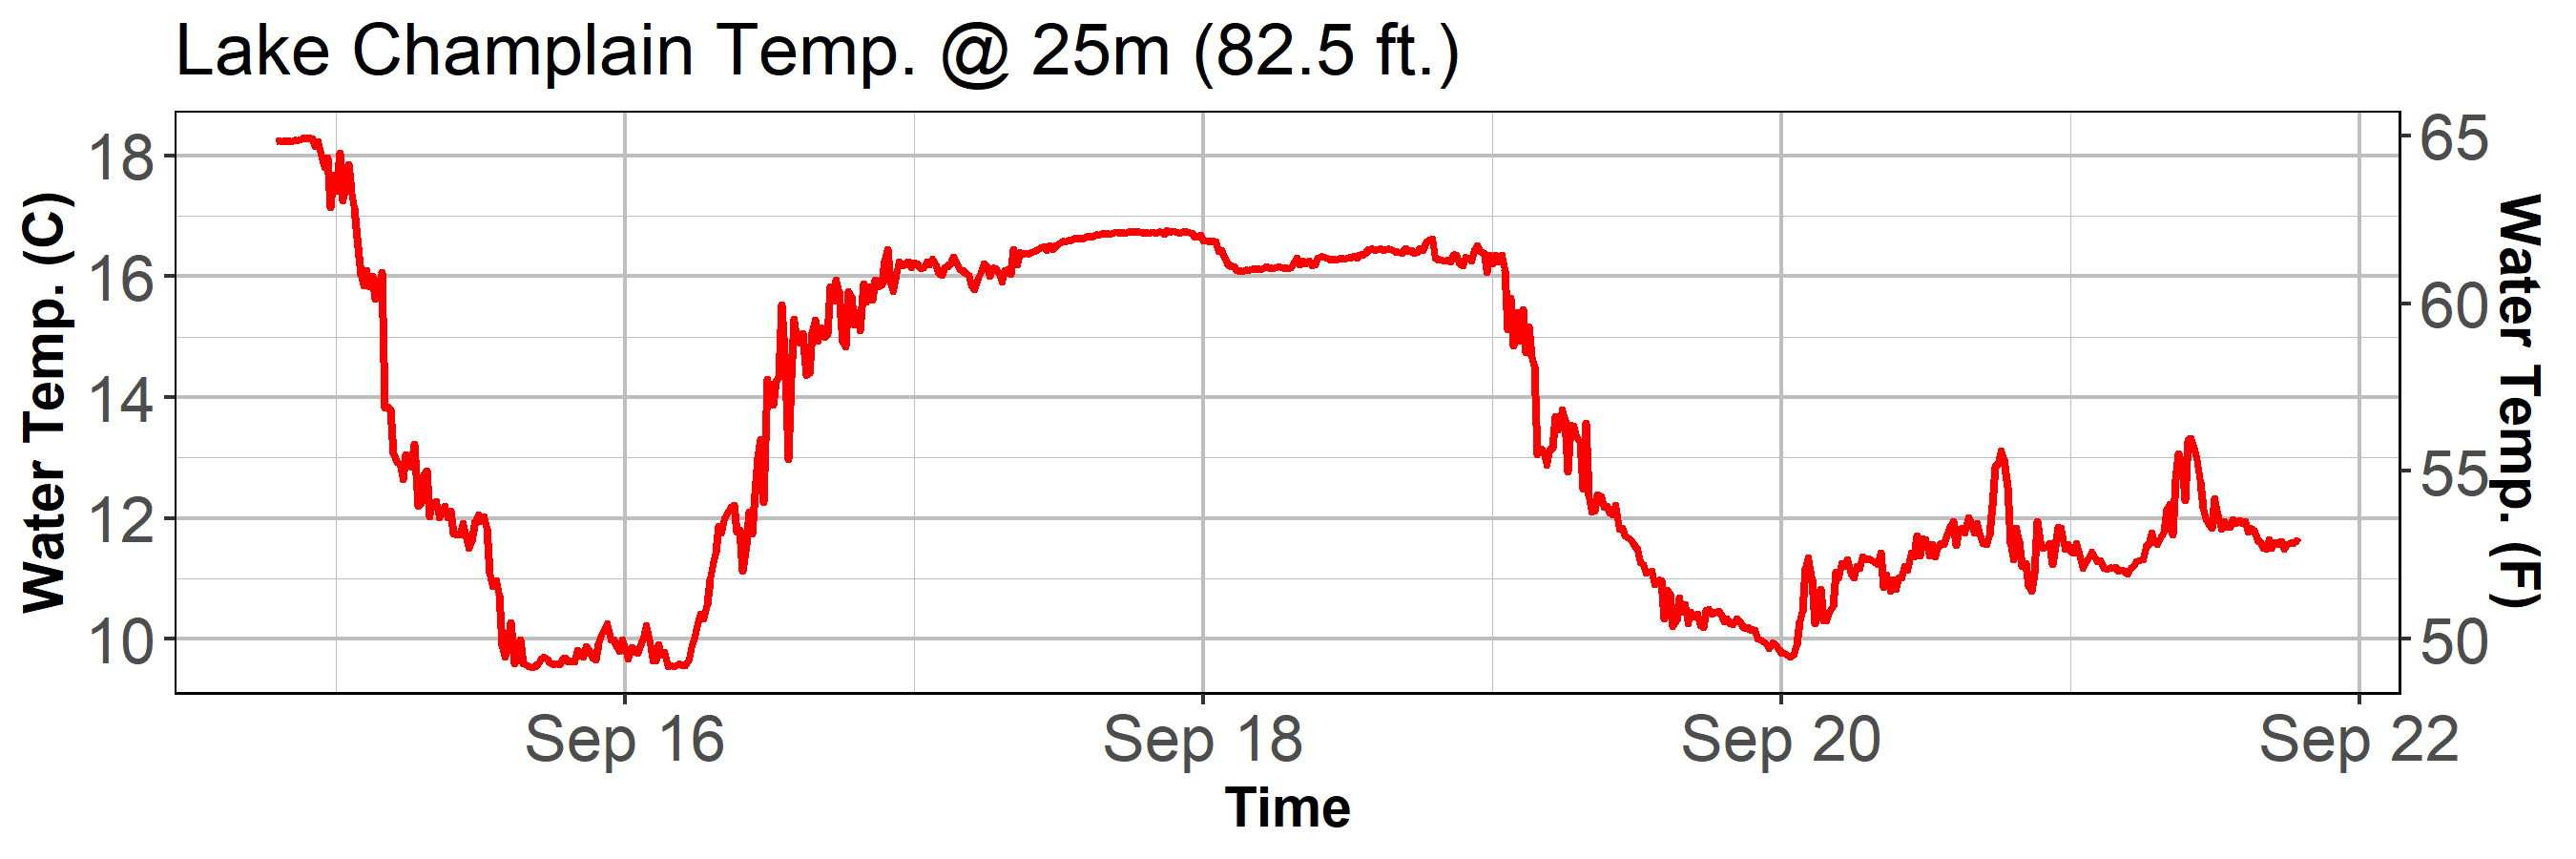 Lake Champlain Temp. @ 25m (82.5 ft.)
Water Temp. (C)
18
16
14
12
10
65
60
55
50
Water Temp. (F)
Sep 16
Sep 18
Sep 20
Sep 22
Time